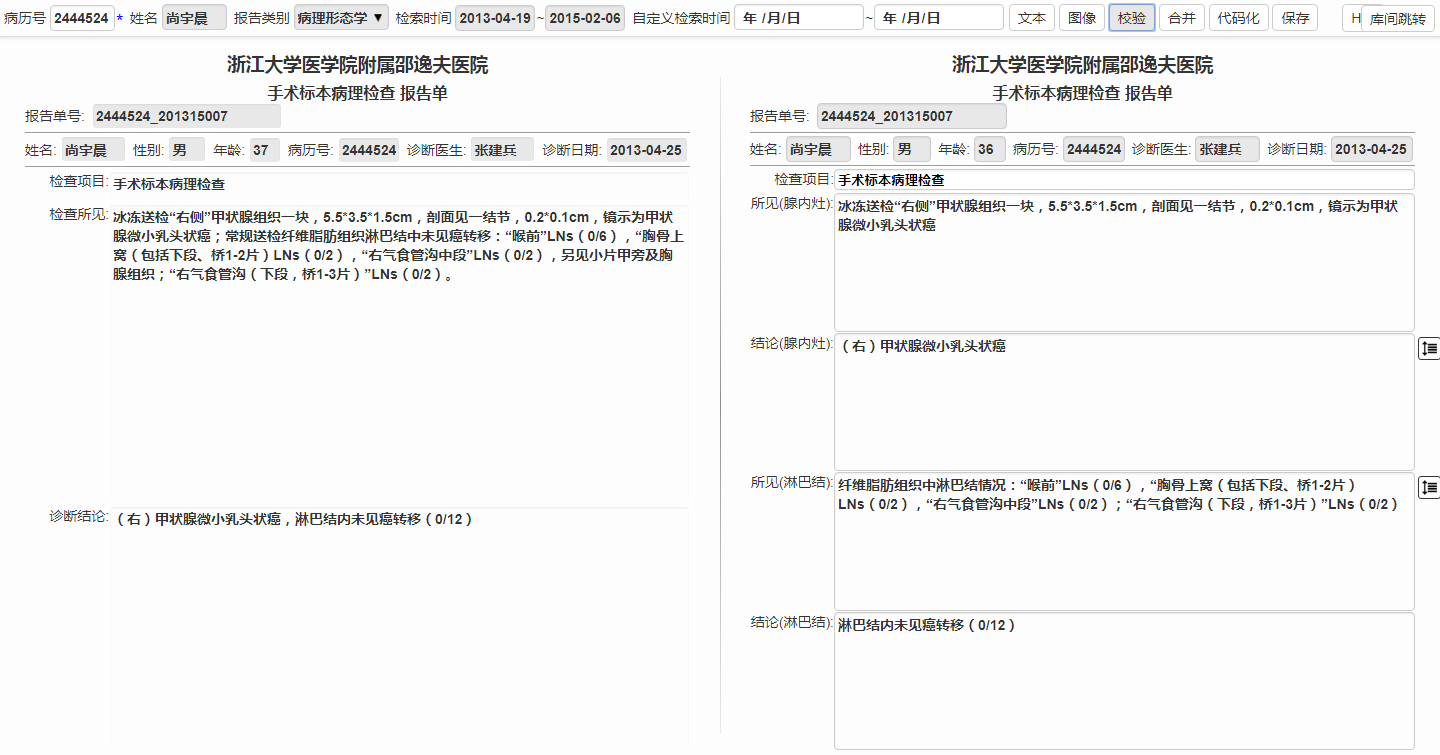 病历号 2444524 * 姓名 尚宇晨 报告类别 病理形态学 ▼ 检索时间 2013-04-19 ~ 2015-02-06 自定义检索时间 年 /月/日 ~ 年 /月/日 文本 图像 校验 合并 代码化 保存 H 库间跳转
浙江大学医学院附属邵逸夫医院
手术标本病理检查 报告单
报告单号: 2444524_201315007
姓名: 尚宇晨 性别: 男 年龄: 37 病历号: 2444524 诊断医生: 张建兵 诊断日期: 2013-04-25
检查项目: 手术标本病理检查
检查所见: 冰冻送检“右侧”甲状腺组织一块，5.5*3.5*1.5cm，剖面见一结节，0.2*0.1cm，镜示为甲状
腺微小乳头状癌；常规送检纤维脂肪组织淋巴结中未见癌转移：“喉前”LNs（0/6），“胸骨上
窝（包括下段、桥1-2片）LNs（0/2），“右气食管沟中段”LNs（0/2），另见小片甲旁及胸
腺组织；“右气食管沟（下段，桥1-3片）”LNs（0/2）。
诊断结论: （右）甲状腺微小乳头状癌，淋巴结内未见癌转移（0/12）
浙江大学医学院附属邵逸夫医院
手术标本病理检查 报告单
报告单号: 2444524_201315007
姓名: 尚宇晨 性别: 男 年龄: 36 病历号: 2444524 诊断医生: 张建兵 诊断日期: 2013-04-25
检查项目: 手术标本病理检查
所见(腺内灶): 冰冻送检“右侧”甲状腺组织一块，5.5*3.5*1.5cm，剖面见一结节，0.2*0.1cm，镜示为甲状
腺微小乳头状癌
结论(腺内灶): （右）甲状腺微小乳头状癌
所见(淋巴结): 纤维脂肪组织中淋巴结情况：“喉前”LNs（0/6），“胸骨上窝（包括下段、桥1-2片）
LNs（0/2），“右气食管沟中段”LNs（0/2）；“右气食管沟（下段，桥1-3片）”LNs（0/2）
结论(淋巴结): 淋巴结内未见癌转移（0/12）